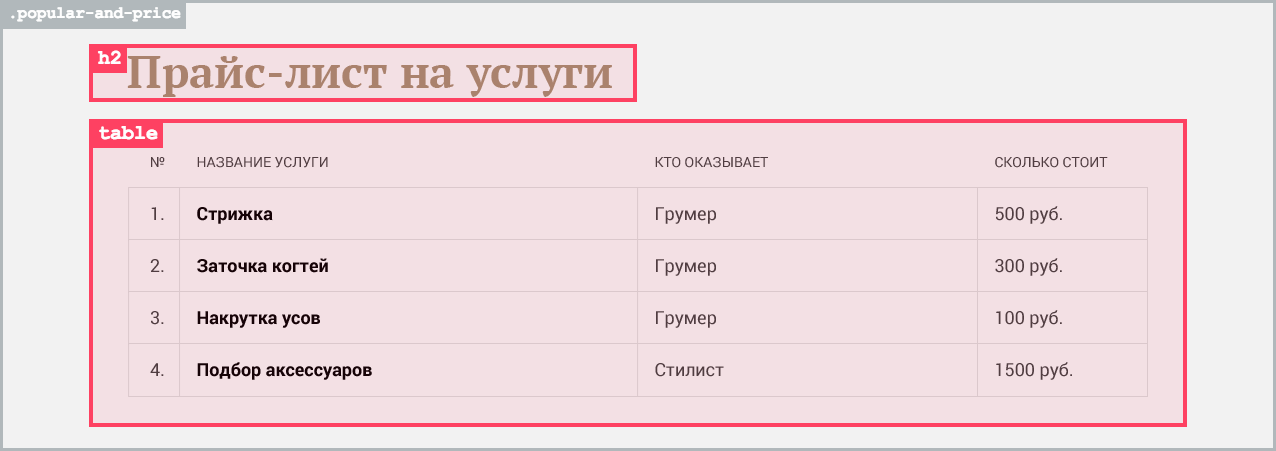 .popular-and-price
h2 Прайс-лист на услуги
table
№ НАЗВАНИЕ УСЛУГИ КТО ОКАЗЫВАЕТ СКОЛЬКО СТОИТ
1. Стрижка Грумер 500 руб.
2. Заточка когтей Грумер 300 руб.
3. Накрутка усов Грумер 100 руб.
4. Подбор аксессуаров Стилист 1500 руб.